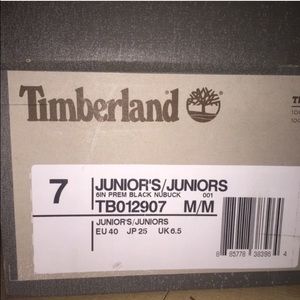 Timberland
7
JUNIOR'S/JUNIORS
6IN PREM BLACK NUBUCK 001
TB012907 M/M
JUNIOR'S/JUNIORS
EU 40 JP 25 UK 6.5